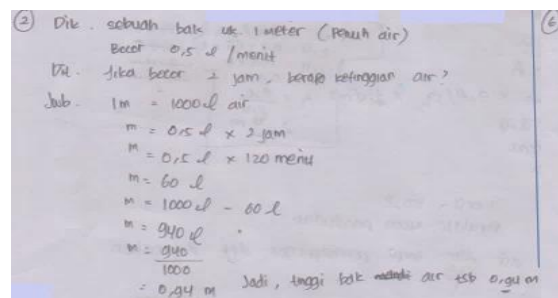 ② Dik. sebuah bak uk. 1 meter (penuh air)
Bocor 0,5 l /menit
Dit. Jika bocor 2 jam, berapa ketinggian air?
Jwb. 1m = 1000 l air
m = 0,5 l x 2 jam
m = 0,5 l x 120 menit
m = 60 l
m = 1000 l - 60 l
m = 940 l
m = 940
1000
= 0,94 m Jadi, tinggi bak air tsb 0,94 m
⑥